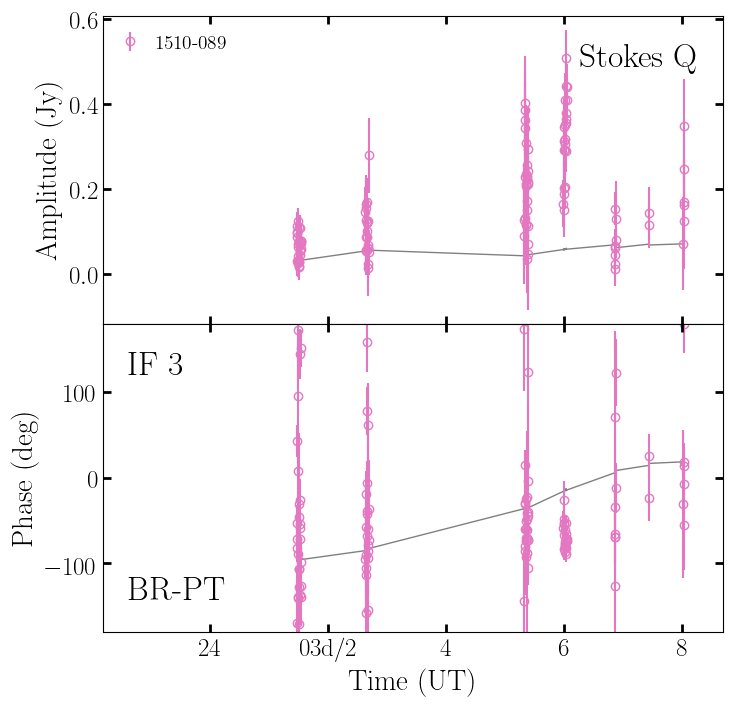 0.6
1510-089
Stokes Q
0.4
0.2
0.0
Amplitude (Jy)
IF 3
100
0
−100
Phase (deg)
BR-PT
24
03d/2
4
6
8
Time (UT)